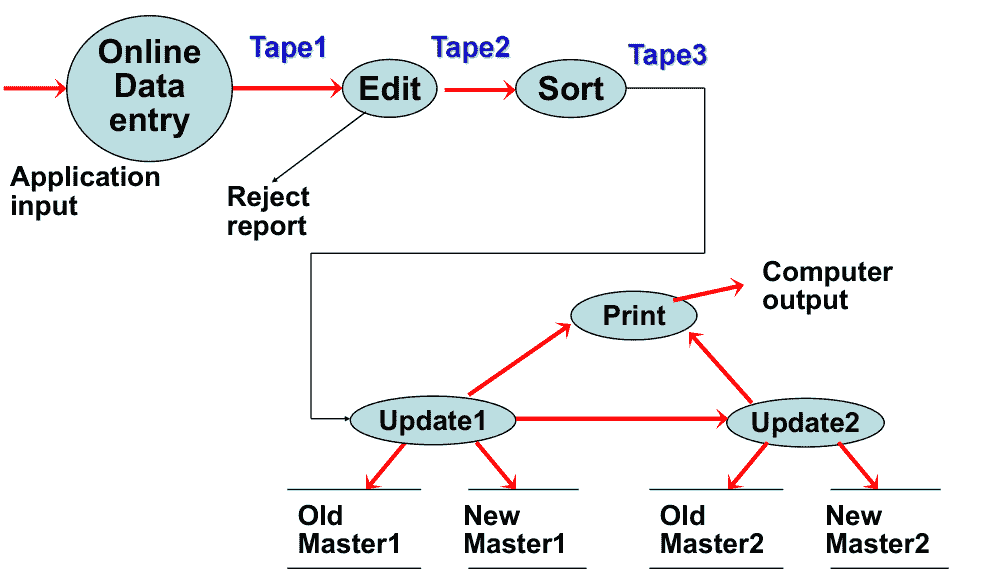 Online
Data
entry
Tape1
Edit
Tape2
Sort
Tape3
Application
input
Reject
report
Computer
output
Print
Update1
Update2
Old
Master1
New
Master1
Old
Master2
New
Master2